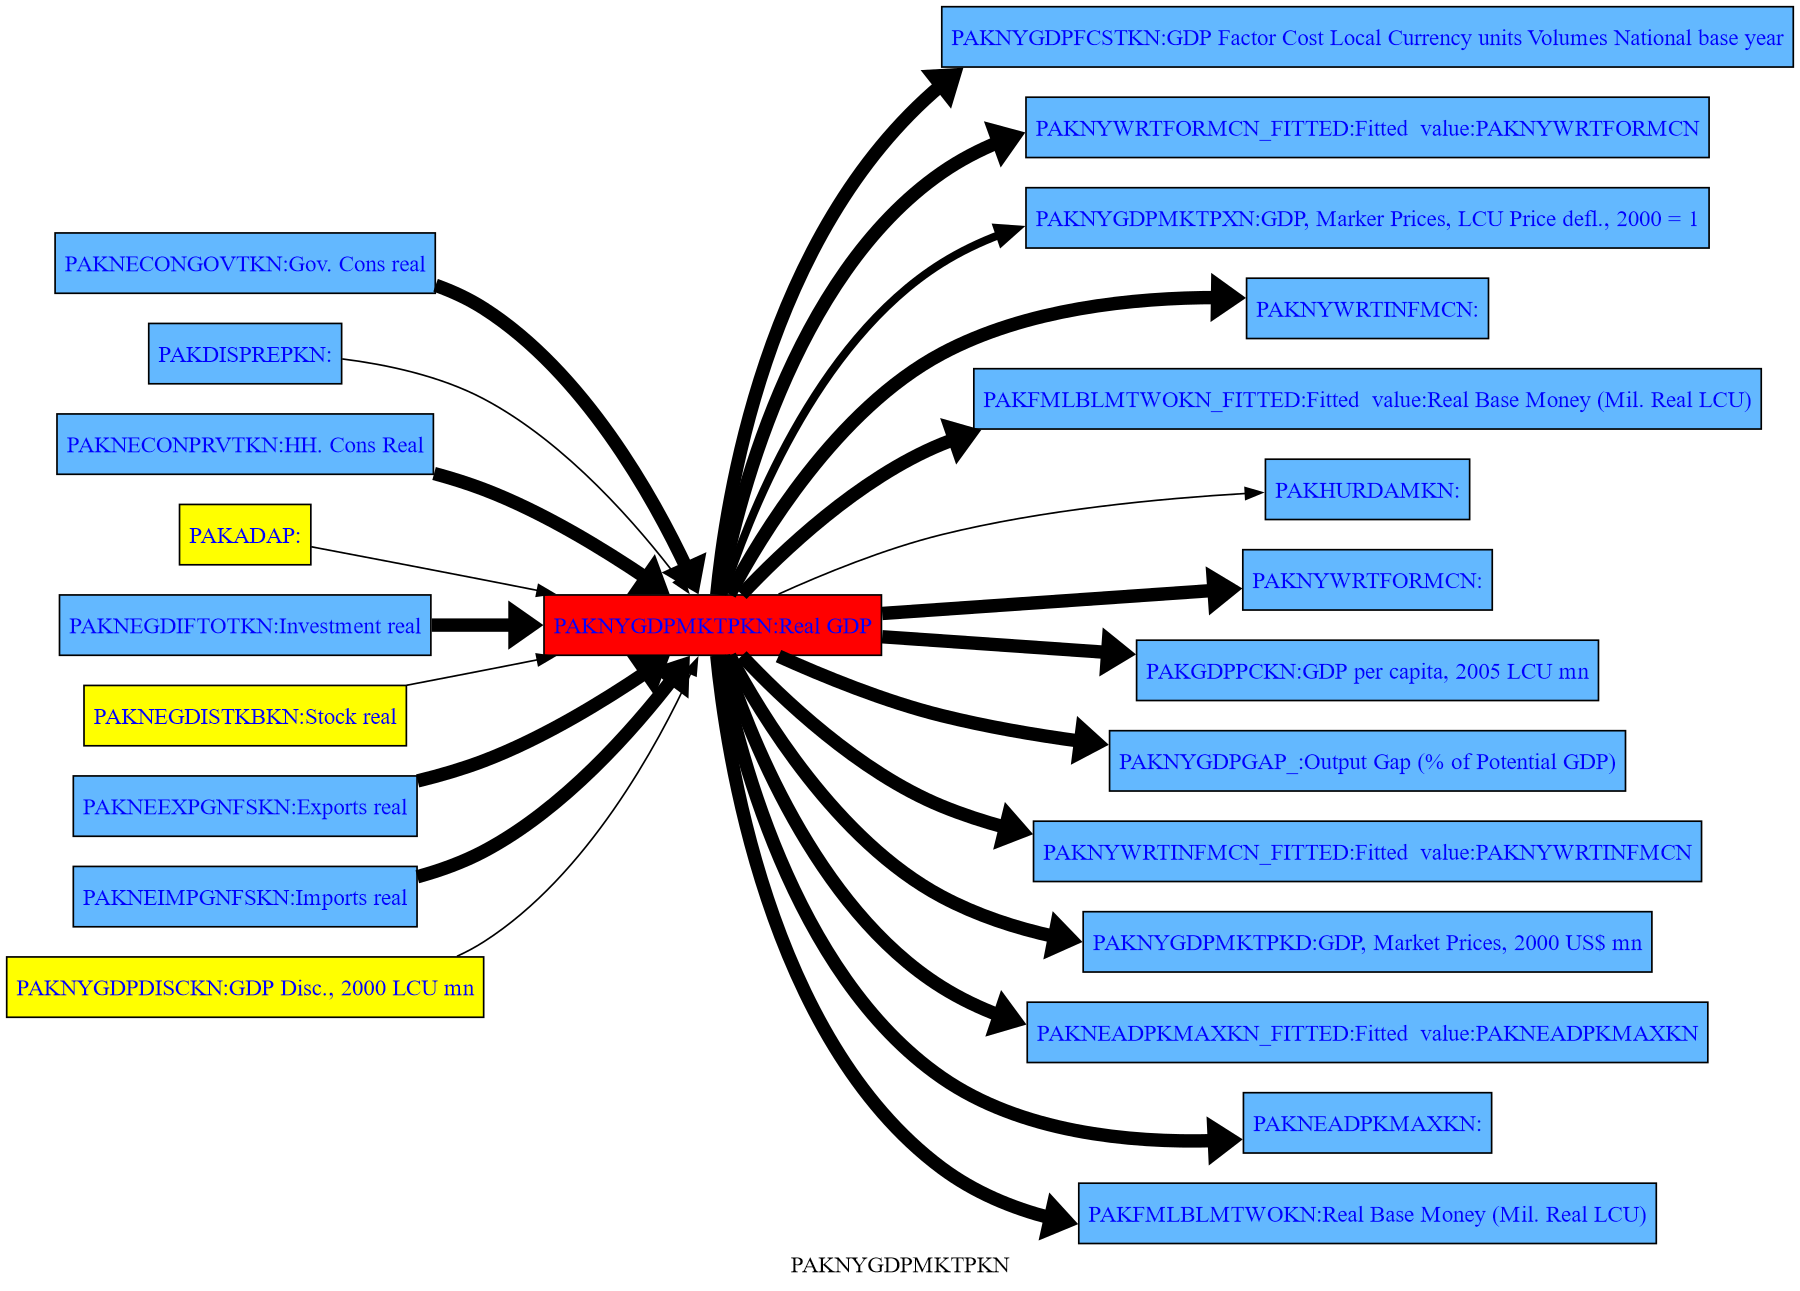 PAKNECONGOVTKN:Gov. Cons real
PAKDISPREPKN:
PAKNECONPRVTKN:HH. Cons Real
PAKADAP:
PAKNEGDIFTOTKN:Investment real
PAKNEGDISTKBKN:Stock real
PAKNEEXPGNFSKN:Exports real
PAKNEIMPGNFSKN:Imports real
PAKNYGDPDISCKN:GDP Disc., 2000 LCU mn
PAKNYGDPMKTPKN:Real GDP
PAKNYGDPFCSTKN:GDP Factor Cost Local Currency units Volumes National base year
PAKNYWRTFORMCN_FITTED:Fitted  value:PAKNYWRTFORMCN
PAKNYGDPMKTPXN:GDP, Marker Prices, LCU Price defl., 2000 = 1
PAKNYWRTINFMCN:
PAKFMLBLMTWOKN_FITTED:Fitted  value:Real Base Money (Mil. Real LCU)
PAKHURDAMKN:
PAKNYWRTFORMCN:
PAKGDPPCKN:GDP per capita, 2005 LCU mn
PAKNYGDPGAP_:Output Gap (% of Potential GDP)
PAKNYWRTINFMCN_FITTED:Fitted  value:PAKNYWRTINFMCN
PAKNYGDPMKTPKD:GDP, Market Prices, 2000 US$ mn
PAKNEADPKMAXKN_FITTED:Fitted  value:PAKNEADPKMAXKN
PAKNEADPKMAXKN:
PAKFMLBLMTWOKN:Real Base Money (Mil. Real LCU)
PAKNYGDPMKTPKN